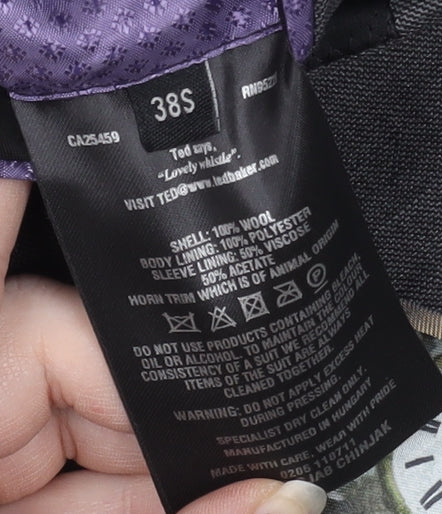 38S
CA25459
Ted says,
"Lovely whistle".
VISIT TED@www.tedbaker.com
SHELL: 100% WOOL
BODY LINING: 100% POLYESTER
SLEEVE LINING: 50% VISCOSE
50% ACETATE
HORN TRIM WHICH IS OF ANIMAL ORIGIN
P
DO NOT USE PRODUCTS CONTAINING BLEACH,
OIL OR ALCOHOL. TO MAINTAIN THE COLOUR
CONSISTENCY OF A SUIT WE RECOMMEND ALL
ITEMS OF THE SUIT ARE ALWAYS
CLEANED TOGETHER.
WARNING: DO NOT APPLY EXCESS HEAT
DURING PRESSING
SPECIALIST DRY CLEAN ONLY.
MANUFACTURED IN HUNGARY
MADE WITH CARE, WEAR WITH PRIDE
0205 110711
JAB CHINJAK